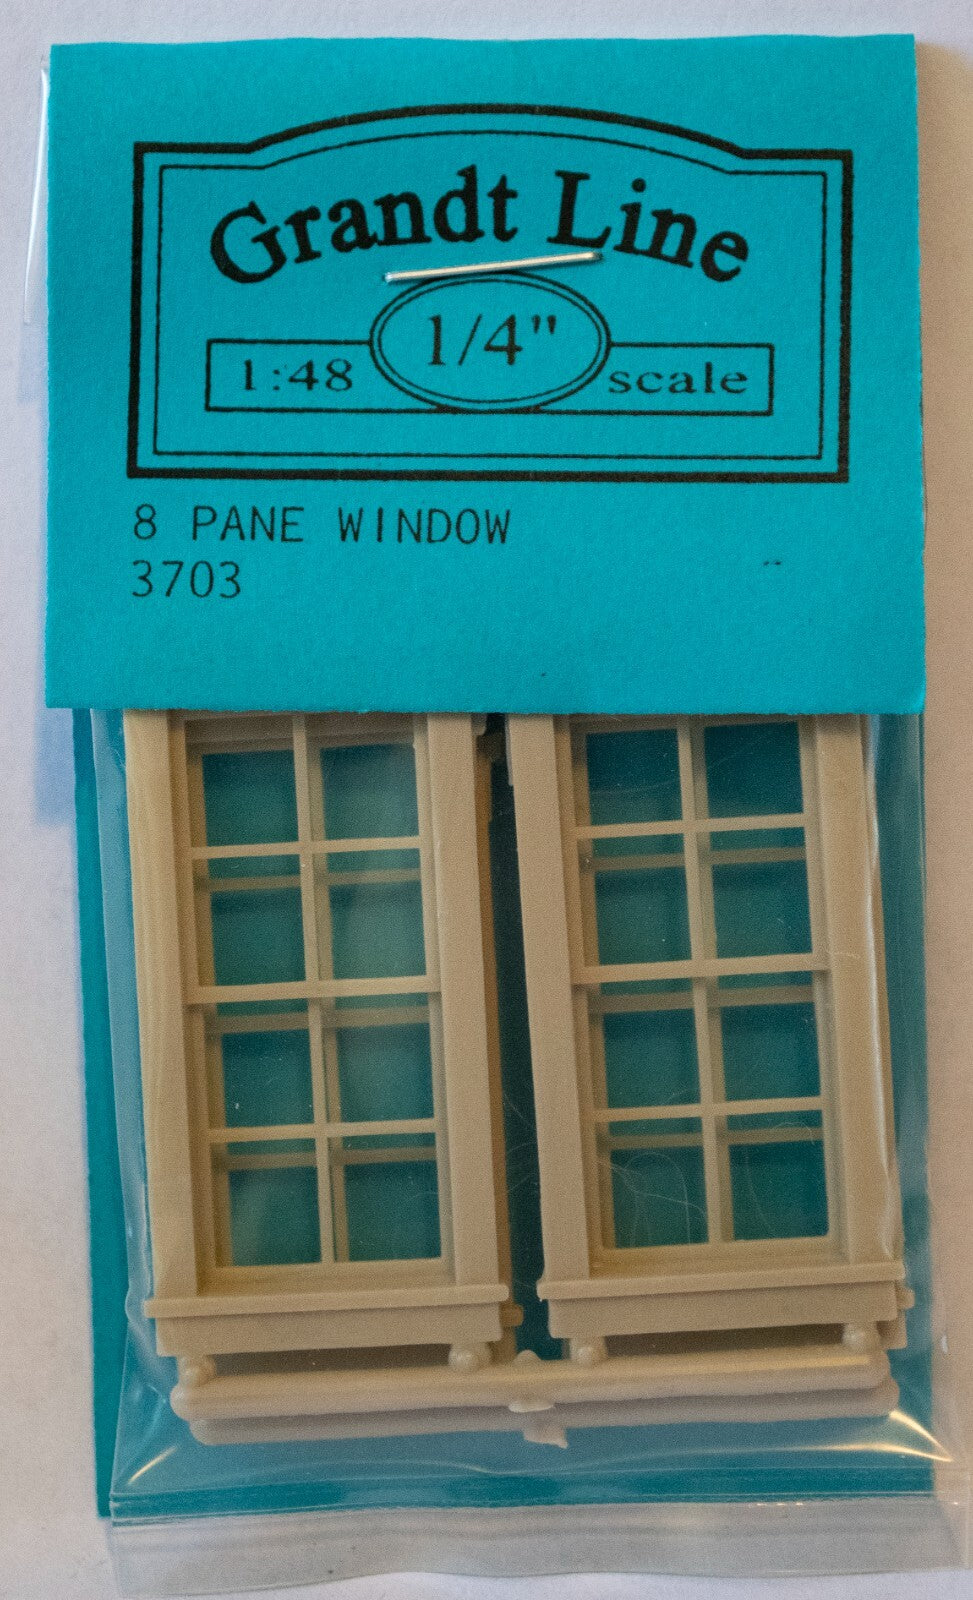 Grandt Line
1:48 1/4" scale
8 PANE WINDOW
3703